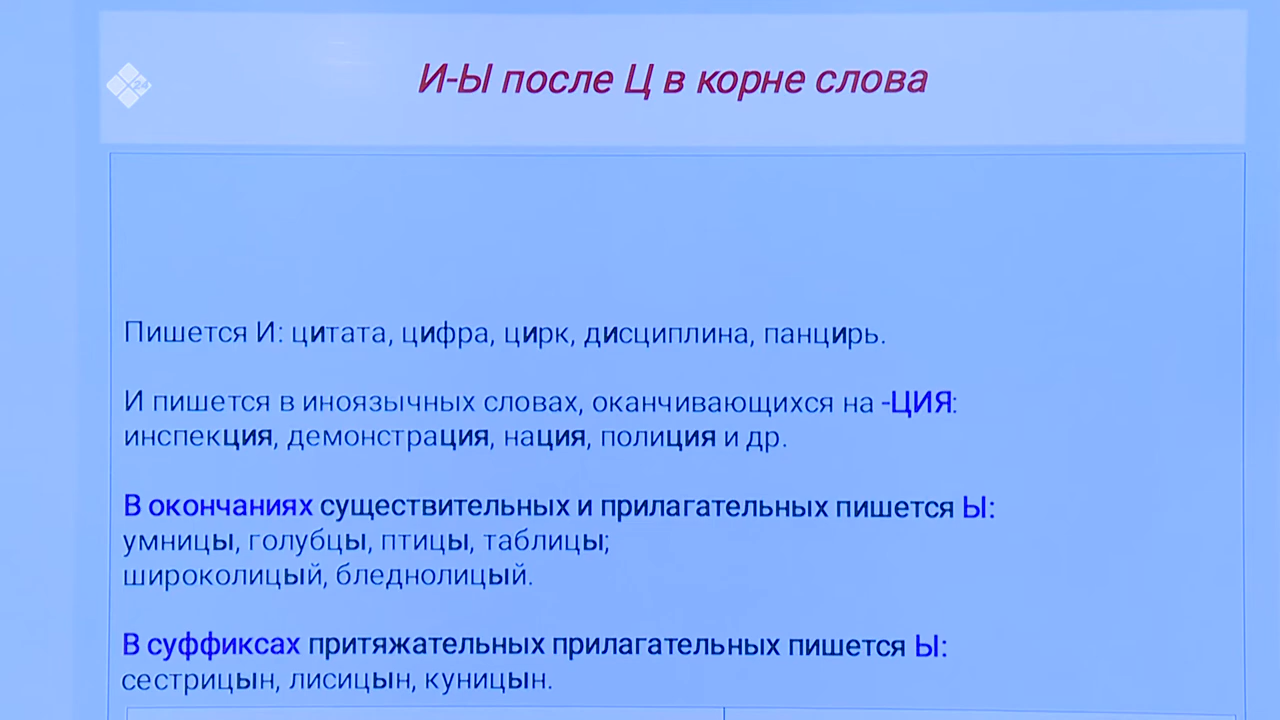 И-Ы после Ц в корне слова
24
Пишется И: цитата, цифра, цирк, дисциплина, панцирь.
И пишется в иноязычных словах, оканчивающихся на -ЦИЯ:
инспекция, демонстрация, нация, полиция и др.
В окончаниях существительных и прилагательных пишется Ы:
умницы, голубцы, птицы, таблицы;
широколицый, бледнолицый.
В суффиксах притяжательных прилагательных пишется Ы:
сестрицын, лисицын, куницын.